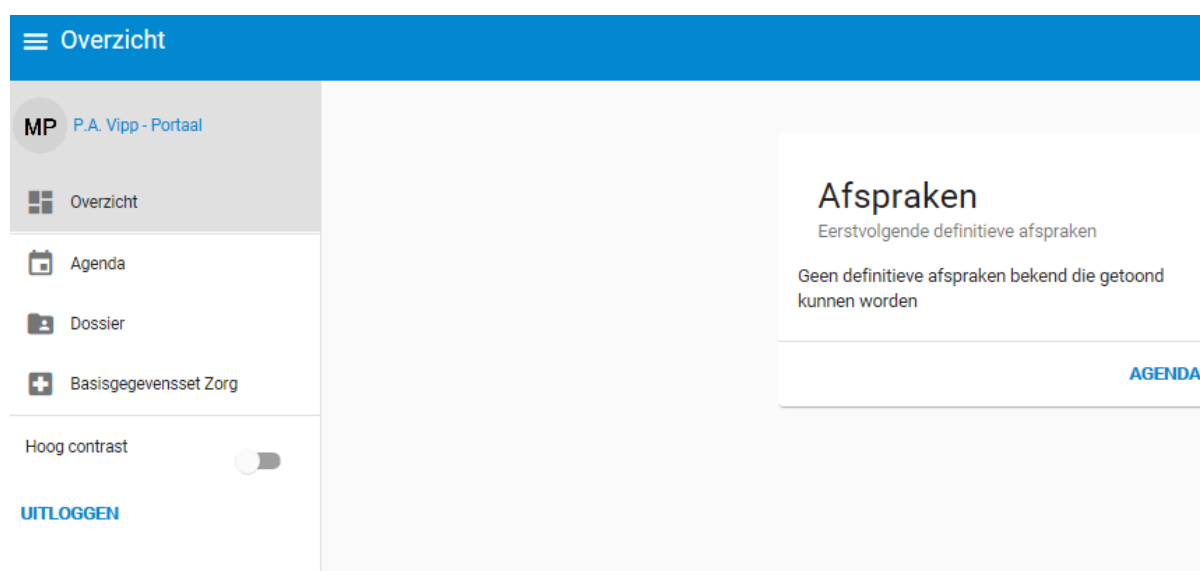 Overzicht
MP P.A. Vipp - Portaal
Overzicht
Agenda
Dossier
Basisgegevensset Zorg
Hoog contrast
UITLOGGEN
Afspraken
Eerstvolgende definitieve afspraken
Geen definitieve afspraken bekend die getoond
kunnen worden
AGENDA